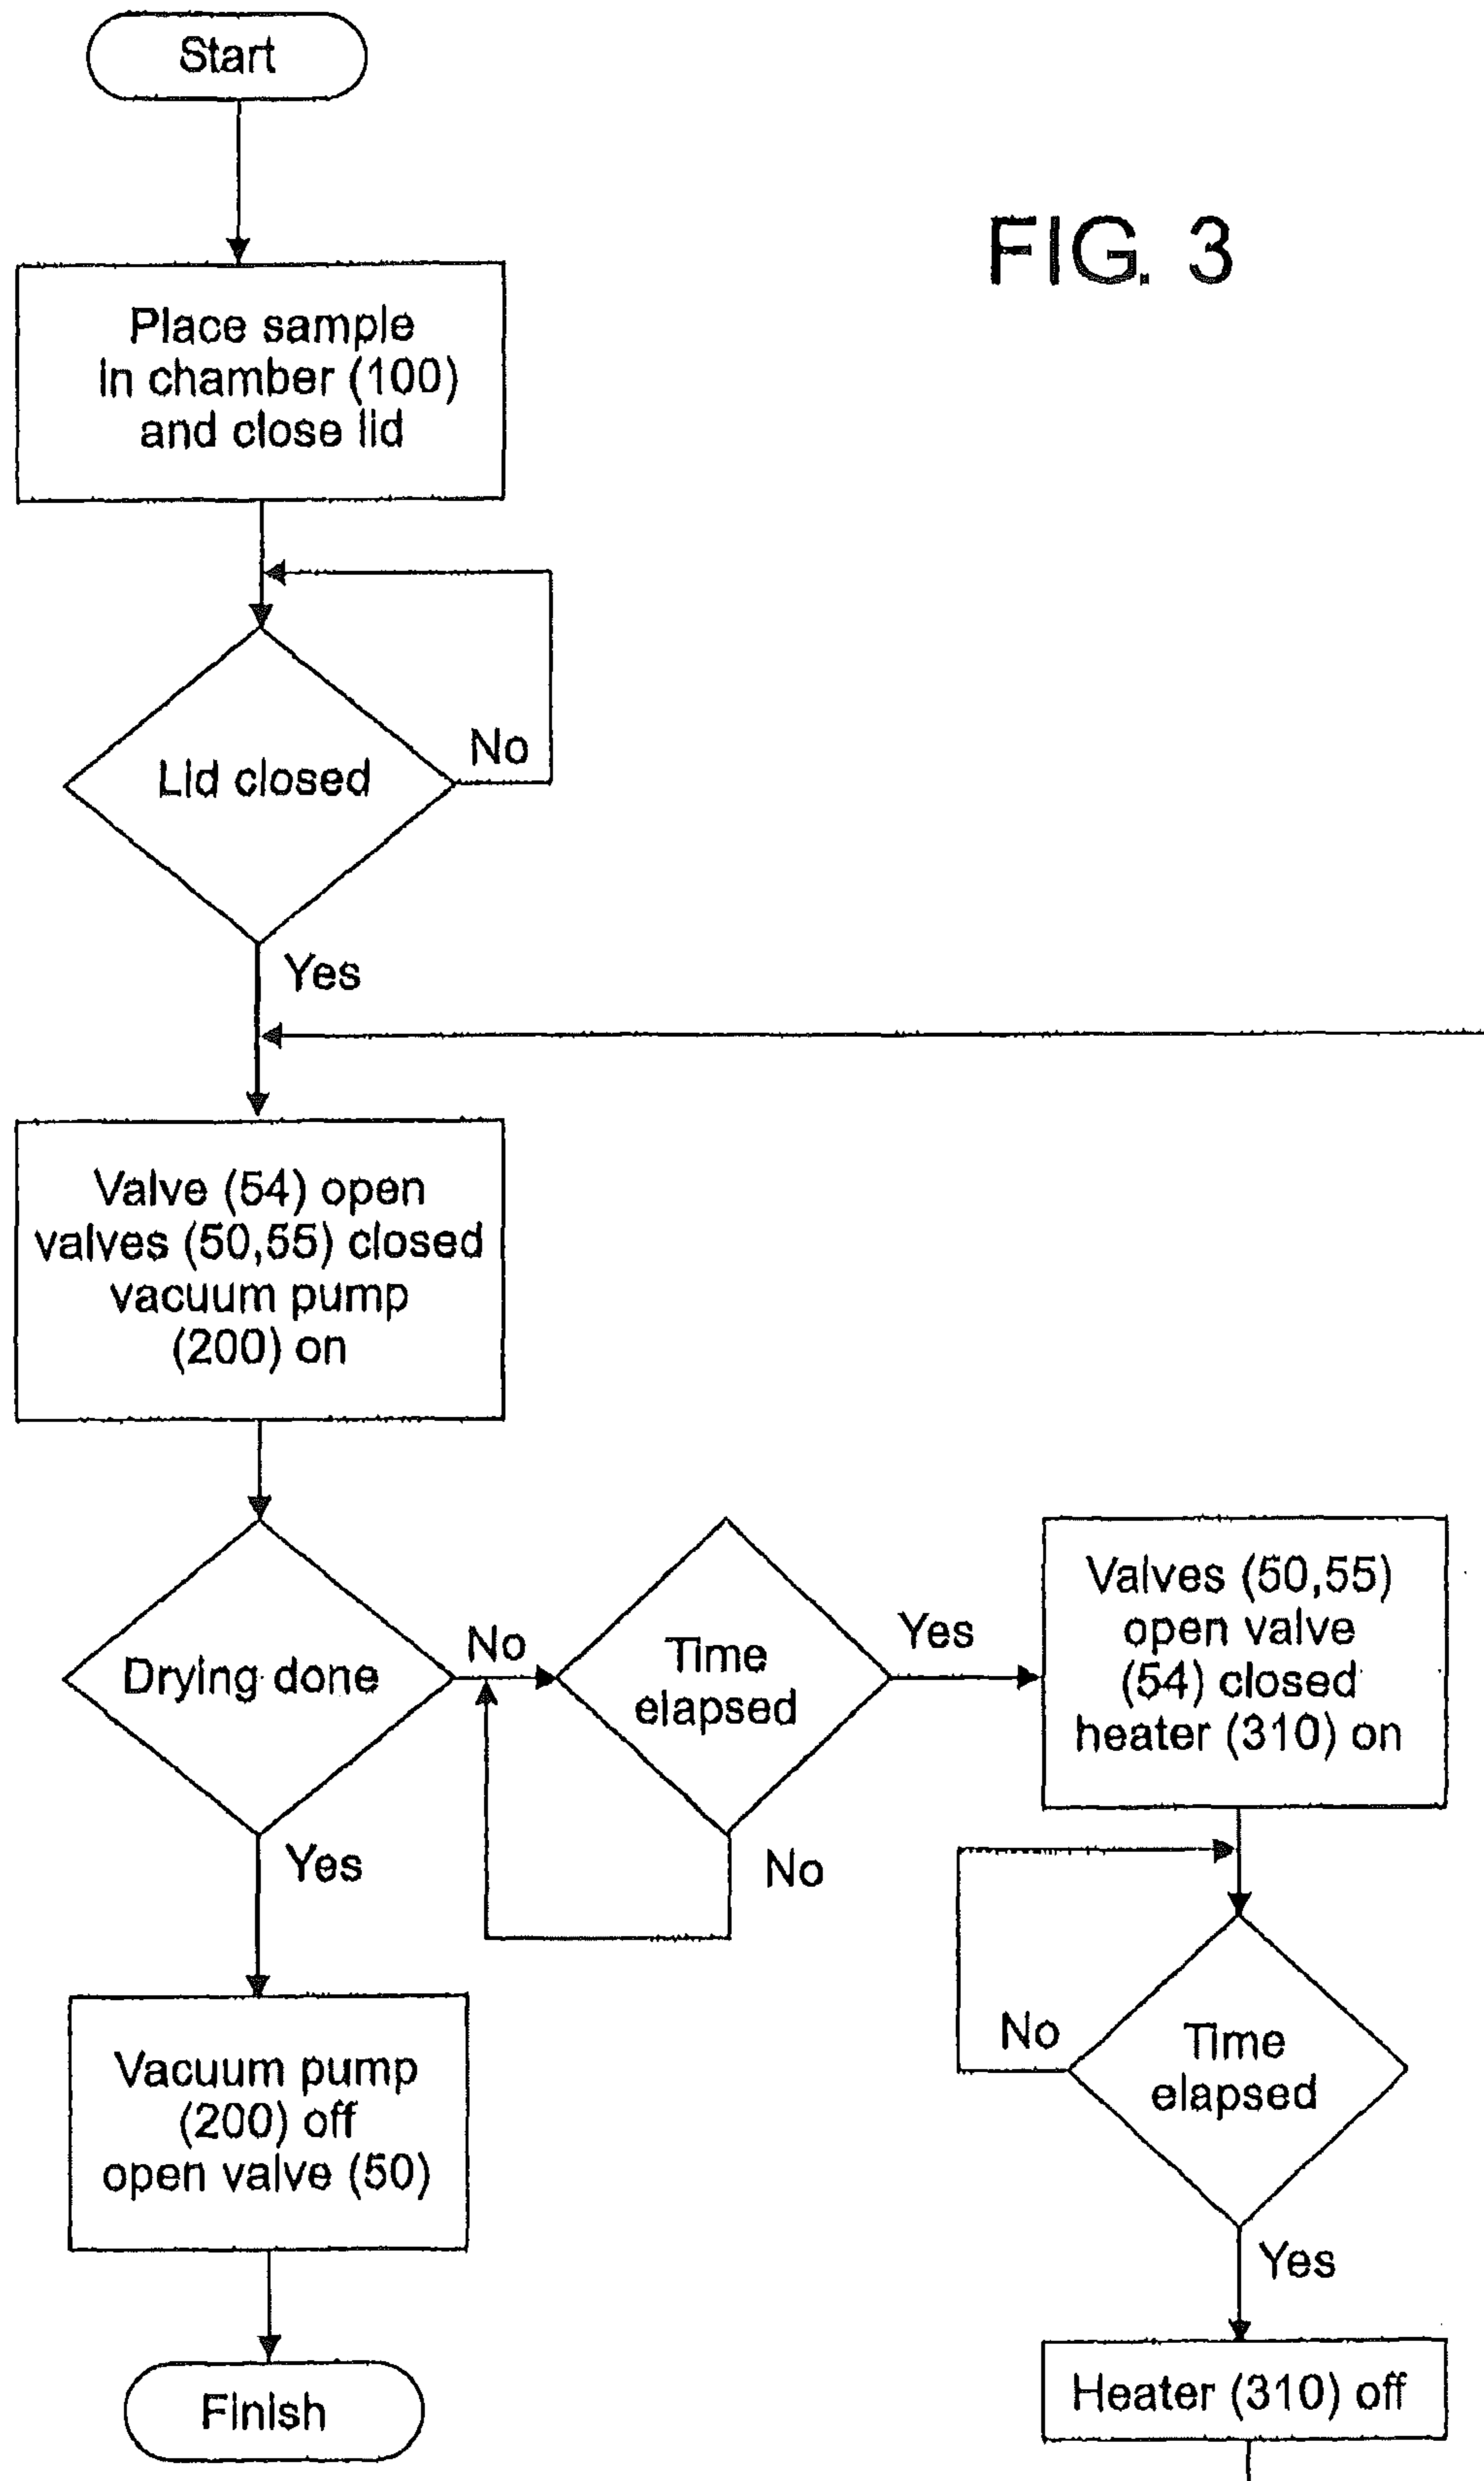 Start
FIG. 3
Place sample
in chamber (100)
and close lid
No
Lid closed
Yes
Valve (54) open
valves (50,55) closed
vacuum pump
(200) on
Drying done
No
Time
elapsed
Yes
Valves (50,55)
open valve
(54) closed
heater (310) on
Yes
No
No
Time
elapsed
Vacuum pump
(200) off
open valve (50)
Yes
Heater (310) off
Finish